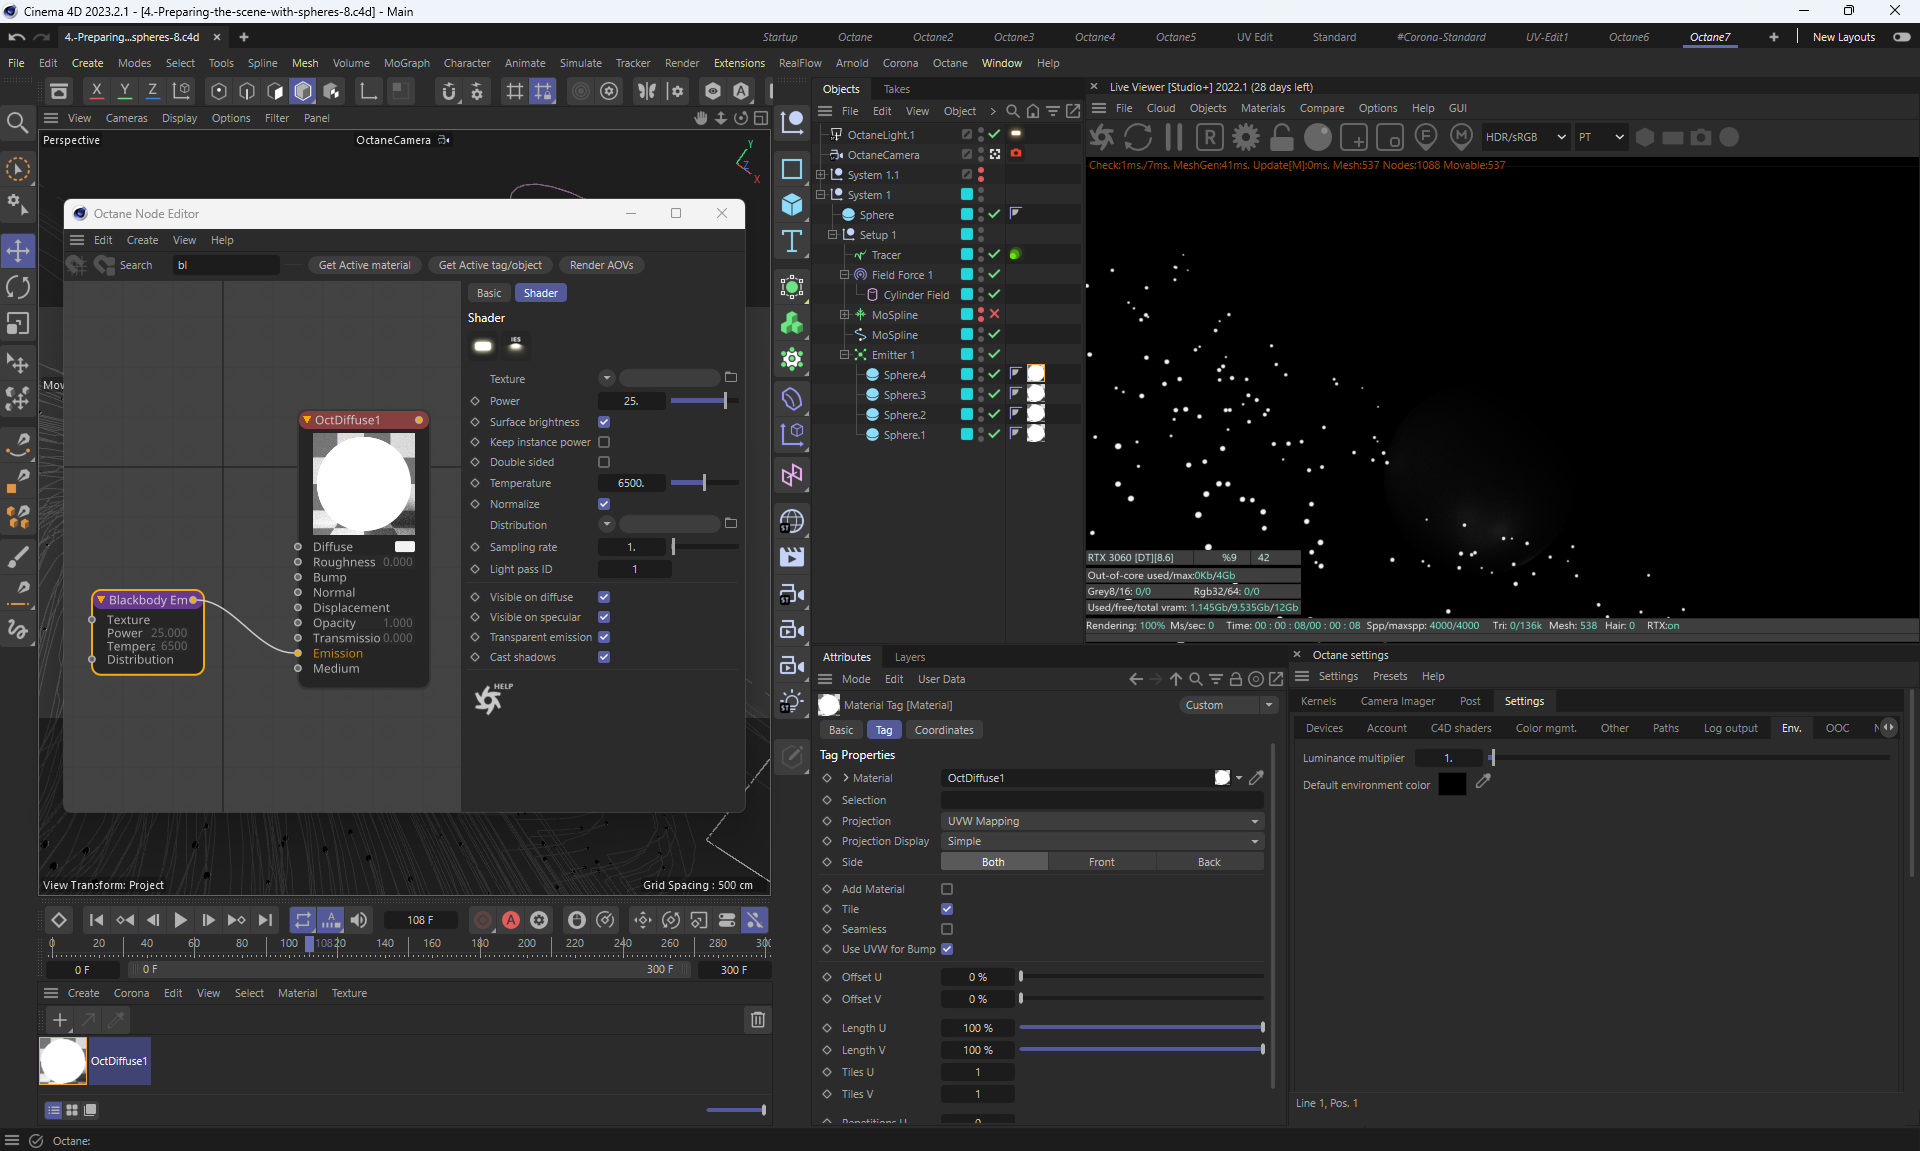 Cinema 4D 2023.2.1 - [4.-Preparing-the-scene-with-spheres-8.c4d] - Main
4.-Preparing...spheres-8.c4d
Startup Octane Octane2 Octane3 Octane4 Octane5 UV Edit Standard #Corona-Standard UV-Edit1 Octane6 Octane7 New Layouts
File Edit Create Modes Select Tools Spline Mesh Volume MoGraph Character Animate Simulate Tracker Render Extensions RealFlow Arnold Corona Octane Window Help
X Y Z
View Cameras Display Options Filter Panel
Perspective
OctaneCamera
Y
Z
X
Octane Node Editor
Edit Create View Help
Search bl Get Active material Get Active tag/object Render AOVs
Basic Shader
Shader
IES
Texture
Power 25.
Surface brightness
Keep instance power
Double sided
Temperature 6500.
Normalize
Distribution
Sampling rate 1.
Light pass ID 1
Visible on diffuse
Visible on specular
Transparent emission
Cast shadows
HELP
OctDiffuse1
Diffuse
Roughness 0.000
Bump
Normal
Displacement
Opacity 1.000
Transmissio 0.000
Emission
Medium
Blackbody Em
Texture
Power 25.000
Tempera 6500
Distribution
Mov
View Transform: Project
Grid Spacing : 500 cm
108 F
0 20 40 60 80 100 10820 140 160 180 200 220 240 260 280 30
0 F 0 F 300 F 300 F
Create Corona Edit View Select Material Texture
OctDiffuse1
Octane:
Objects Takes
File Edit View Object
OctaneLight.1
OctaneCamera
System 1.1
System 1
Sphere
Setup 1
Tracer
Field Force 1
Cylinder Field
MoSpline
MoSpline
Emitter 1
Sphere.4
Sphere.3
Sphere.2
Sphere.1
Live Viewer [Studio+] 2022.1 (28 days left)
File Cloud Objects Materials Compare Options Help GUI
HDR/sRGB PT
Check:1ms./7ms. MeshGen:41ms. Update[M]:0ms. Mesh:537 Nodes:1088 Movable:537
RTX 3060 [DT][8.6] %9 42
Out-of-core used/max:0Kb/4Gb
Grey8/16: 0/0 Rgb32/64: 0/0
Used/free/total vram: 1.145Gb/9.535Gb/12Gb
Rendering: 100% Ms/sec: 0 Time: 00 : 00 : 08/00 : 00 : 08 Spp/maxspp: 4000/4000 Tri: 0/136k Mesh: 538 Hair: 0 RTX:on
Attributes Layers
Mode Edit User Data
Material Tag [Material] Custom
Basic Tag Coordinates
Tag Properties
Material OctDiffuse1
Selection
Projection UVW Mapping
Projection Display Simple
Side Both Front Back
Add Material
Tile
Seamless
Use UVW for Bump
Offset U 0 %
Offset V 0 %
Length U 100 %
Length V 100 %
Tiles U 1
Tiles V 1
Repetitions U 0
Octane settings
Settings Presets Help
Kernels Camera Imager Post Settings
Devices Account C4D shaders Color mgmt. Other Paths Log output Env. OOC
Luminance multiplier 1.
Default environment color
Line 1, Pos. 1